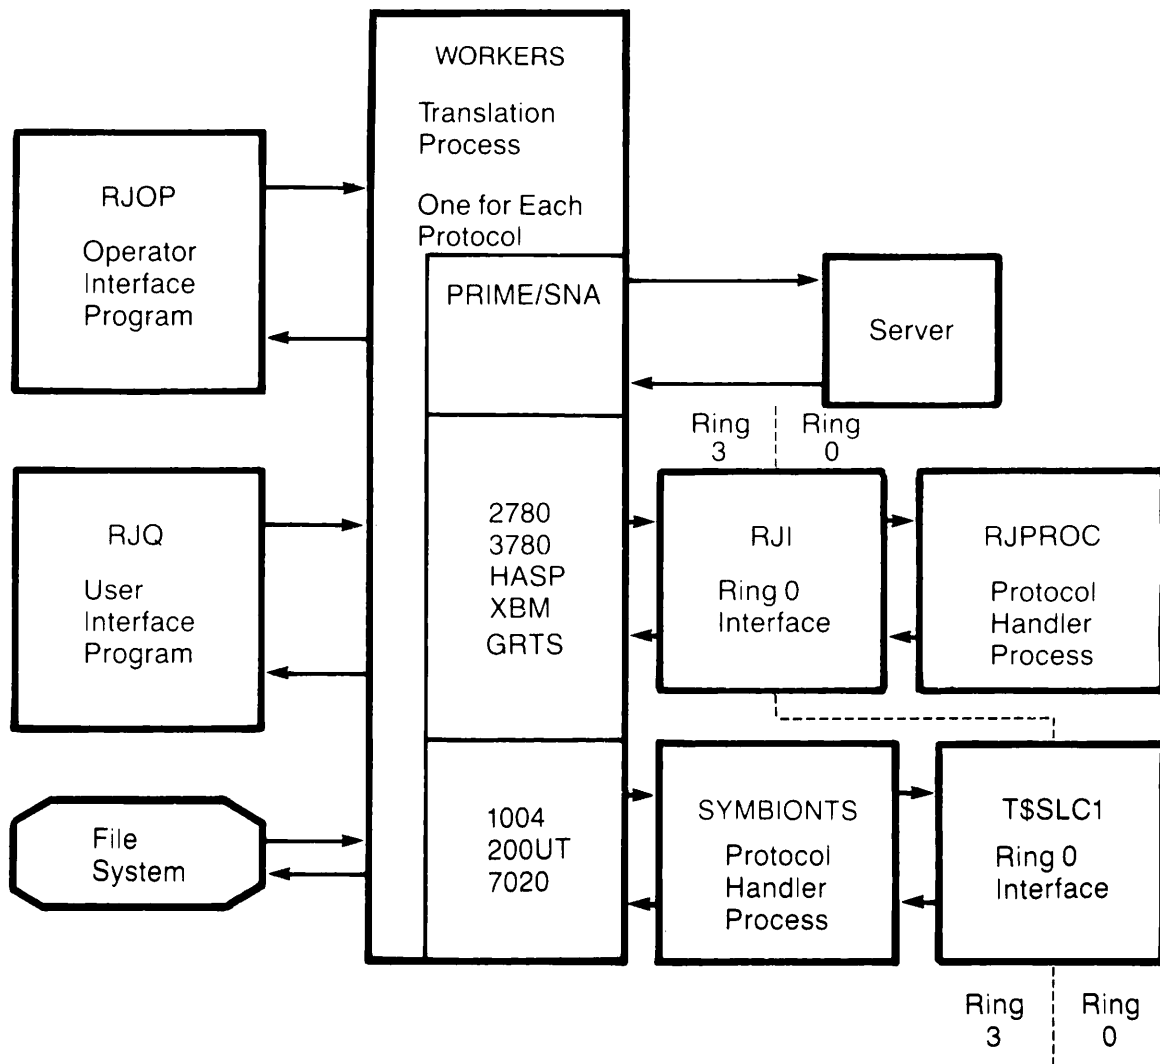 WORKERS
Translation
Process
One for Each
Protocol
RJOP
Operator
Interface
Program
PRIME/SNA
Server
Ring
3
Ring
0
RJQ
User
Interface
Program
2780
3780
HASP
XBM
GRTS
RJI
Ring 0
Interface
RJPROC
Protocol
Handler
Process
File
System
1004
200UT
7020
SYMBIONTS
Protocol
Handler
Process
T$SLC1
Ring 0
Interface
Ring
3
Ring
0